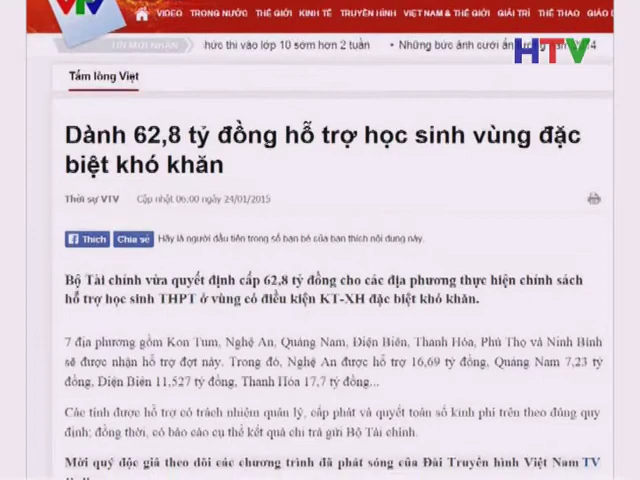 VTV
VIDEO TRONG NƯỚC THẾ GIỚI KINH TẾ TRUYỀN HÌNH VIỆT NAM & THẾ GIỚI GIẢI TRÍ THỂ THAO GIÁO
TIN MỚI NHẤN thức thi vào lớp 10 sớm hơn 2 tuần • Những bức ảnh cưới ấn tượng
HTV
Tấm lòng Việt
Dành 62,8 tỷ đồng hỗ trợ học sinh vùng đặc
biệt khó khăn
Thời sự VTV Cập nhật 06:00 ngày 24/01/2015
Thích Chia sẻ Hãy là người đầu tiên trong số bạn bè của bạn thích nội dung này.
Bộ Tài chính vừa quyết định cấp 62,8 tỷ đồng cho các địa phương thực hiện chính sách
hỗ trợ học sinh THPT ở vùng có điều kiện KT-XH đặc biệt khó khăn.
7 địa phương gồm Kon Tum, Nghệ An, Quảng Nam, Điện Biên, Thanh Hóa, Phú Thọ và Ninh Bình
sẽ được nhận hỗ trợ đợt này. Trong đó, Nghệ An được hỗ trợ 16,69 tỷ đồng, Quảng Nam 7,23 tỷ
đồng, Điện Biên 11,527 tỷ đồng, Thanh Hóa 17,7 tỷ đồng...
Các tỉnh được hỗ trợ có trách nhiệm quản lý, cấp phát và quyết toán số kinh phí trên theo đúng quy
định; đồng thời, có báo cáo cụ thể kết quả chi trả gửi Bộ Tài chính.
Mời quý độc giả theo dõi các chương trình đã phát sóng của Đài Truyền hình Việt Nam TV